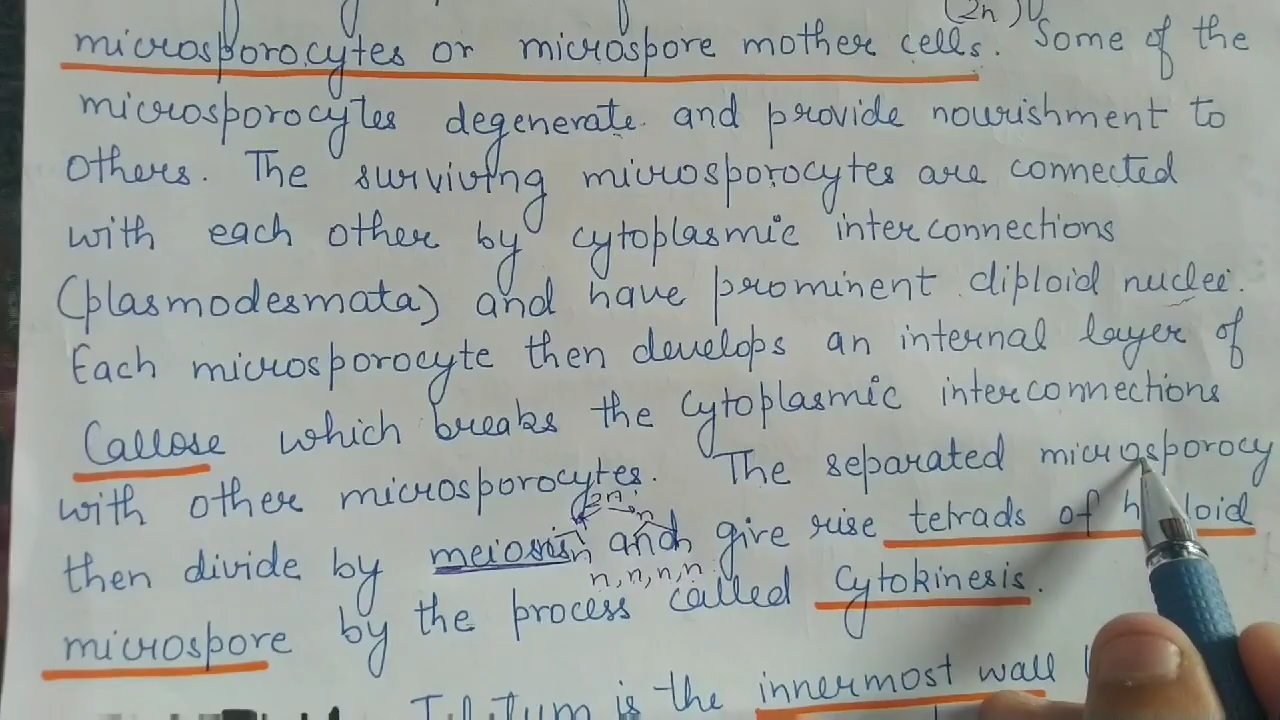 (2n)
microsporocytes or microspore mother cells. Some of the
microsporocytes degenerate and provide nourishment to
others. The surviving microsporocytes are connected
with each other by cytoplasmic interconnections
(plasmodesmata) and have prominent diploid nuclei.
Each microsporocyte then develops an internal layer of
Callose which breaks the cytoplasmic interconnections
with other microsporocytes. The separated microsporocy
2n
n
then divide by meiosis and give rise tetrads of
n
n, n, n, n
microspore by the process called Cytokinesis.
is the innermost wall